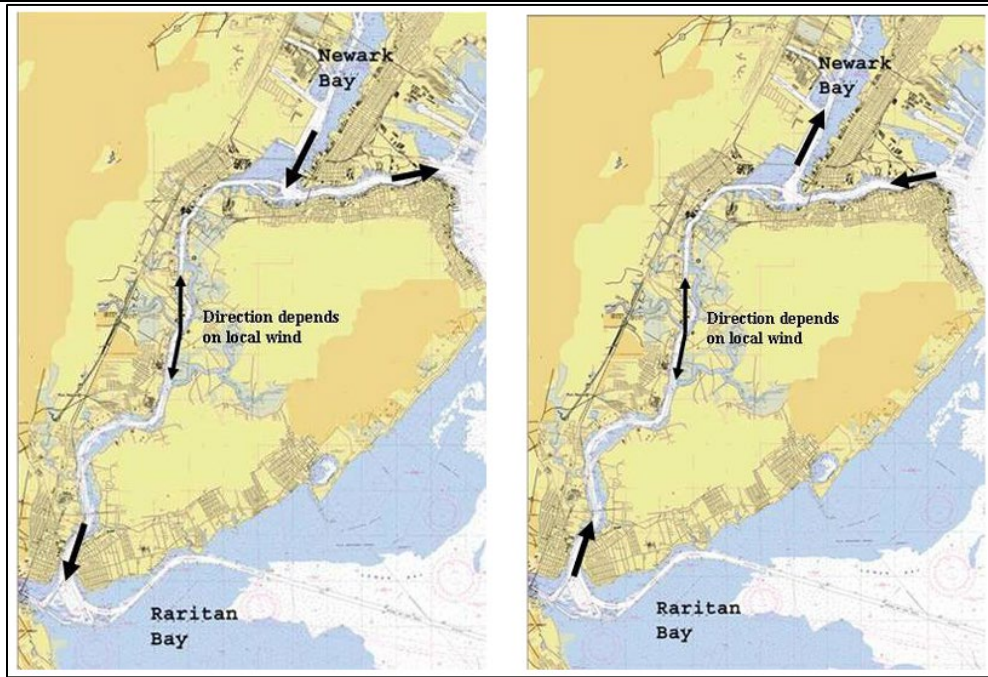 Newark
Bay
Direction depends
on local wind
Raritan
Bay
Newark
Bay
Direction depends
on local wind
Raritan
Bay